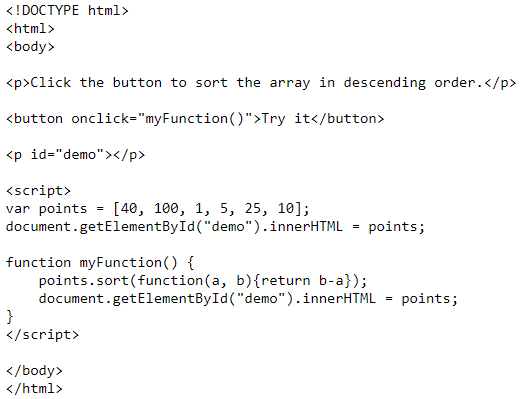 <!DOCTYPE html>
<html>
<body>
<p>Click the button to sort the array in descending order.</p>
<button onclick="myFunction()">Try it</button>
<p id="demo"></p>
<script>
var points = [40, 100, 1, 5, 25, 10];
document.getElementById("demo").innerHTML = points;
function myFunction() {
    points.sort(function(a, b){return b-a});
    document.getElementById("demo").innerHTML = points;
}
</script>
</body>
</html>